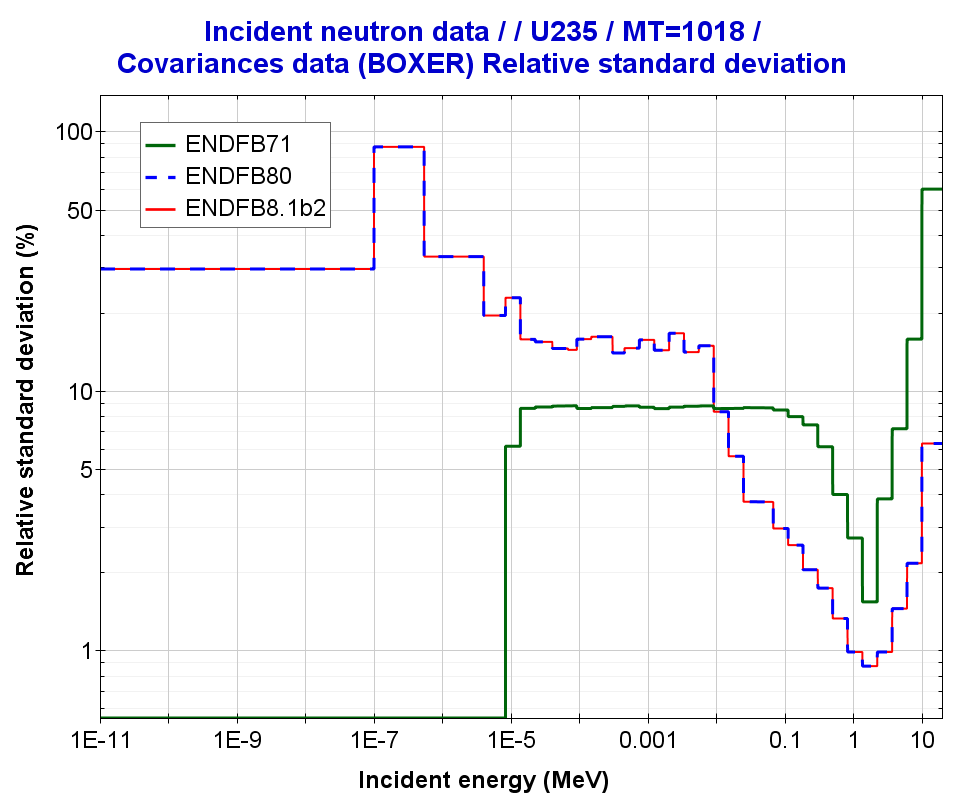 Incident neutron data / / U235 / MT=1018 /
Covariances data (BOXER) Relative standard deviation
ENDFB71
ENDFB80
ENDFB8.1b2
Relative standard deviation (%)
100
50
10
5
1
1E-11
1E-9
1E-7
1E-5
0.001
0.1
1
10
Incident energy (MeV)